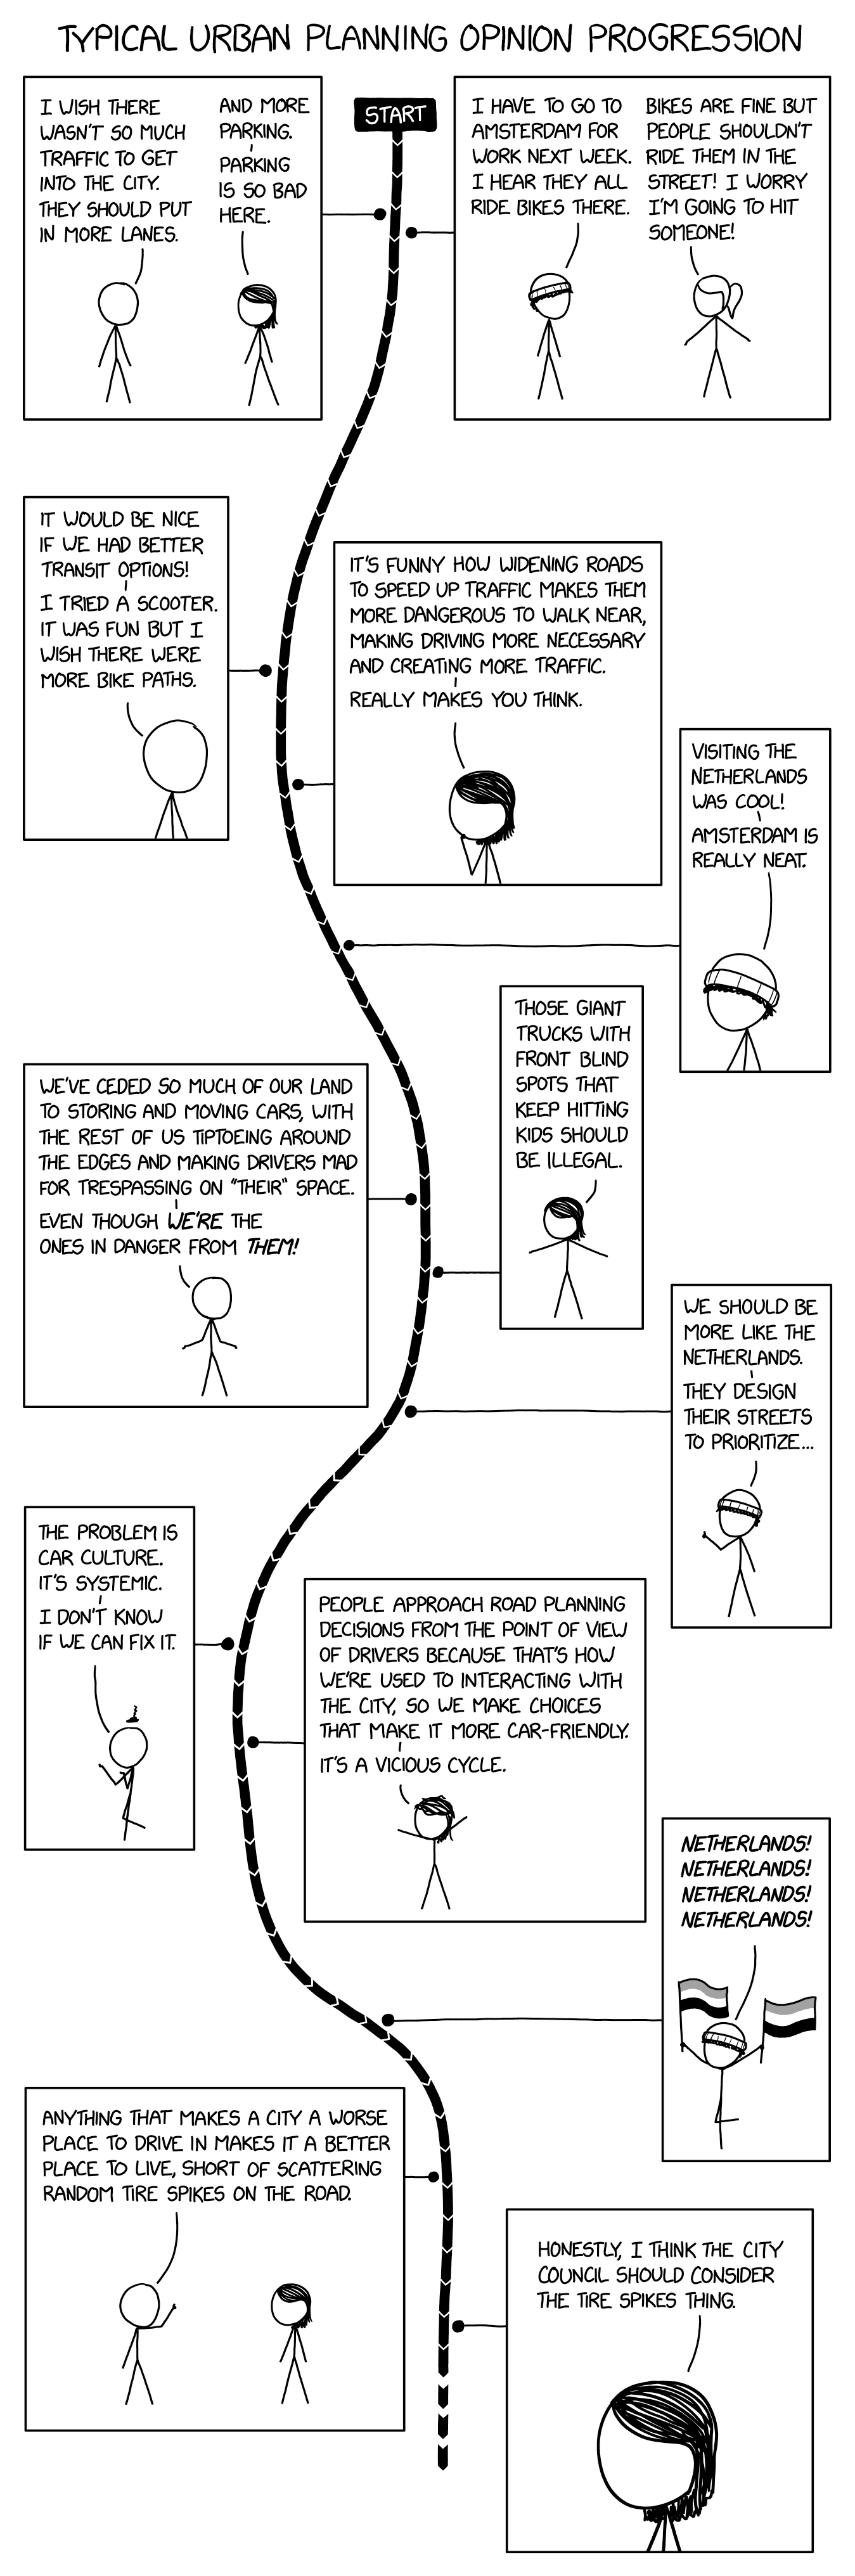 TYPICAL URBAN PLANNING OPINION PROGRESSION
START
I WISH THERE
WASN'T SO MUCH
TRAFFIC TO GET
INTO THE CITY.
THEY SHOULD PUT
IN MORE LANES.
AND MORE
PARKING.
PARKING
IS SO BAD
HERE.
I HAVE TO GO TO
AMSTERDAM FOR
WORK NEXT WEEK.
I HEAR THEY ALL
RIDE BIKES THERE.
BIKES ARE FINE BUT
PEOPLE SHOULDN'T
RIDE THEM IN THE
STREET! I WORRY
I'M GOING TO HIT
SOMEONE!
IT WOULD BE NICE
IF WE HAD BETTER
TRANSIT OPTIONS!
I TRIED A SCOOTER.
IT WAS FUN BUT I
WISH THERE WERE
MORE BIKE PATHS.
IT'S FUNNY HOW WIDENING ROADS
TO SPEED UP TRAFFIC MAKES THEM
MORE DANGEROUS TO WALK NEAR,
MAKING DRIVING MORE NECESSARY
AND CREATING MORE TRAFFIC.
REALLY MAKES YOU THINK.
VISITING THE
NETHERLANDS
WAS COOL!
AMSTERDAM IS
REALLY NEAT.
THOSE GIANT
TRUCKS WITH
FRONT BLIND
SPOTS THAT
KEEP HITTING
KIDS SHOULD
BE ILLEGAL.
WE'VE CEDED SO MUCH OF OUR LAND
TO STORING AND MOVING CARS, WITH
THE REST OF US TIPTOEING AROUND
THE EDGES AND MAKING DRIVERS MAD
FOR TRESPASSING ON "THEIR" SPACE.
EVEN THOUGH WE'RE THE
ONES IN DANGER FROM THEM!
WE SHOULD BE
MORE LIKE THE
NETHERLANDS.
THEY DESIGN
THEIR STREETS
TO PRIORITIZE...
THE PROBLEM IS
CAR CULTURE.
IT'S SYSTEMIC.
I DON'T KNOW
IF WE CAN FIX IT.
PEOPLE APPROACH ROAD PLANNING
DECISIONS FROM THE POINT OF VIEW
OF DRIVERS BECAUSE THAT'S HOW
WE'RE USED TO INTERACTING WITH
THE CITY, SO WE MAKE CHOICES
THAT MAKE IT MORE CAR-FRIENDLY.
IT'S A VICIOUS CYCLE.
NETHERLANDS!
NETHERLANDS!
NETHERLANDS!
NETHERLANDS!
ANYTHING THAT MAKES A CITY A WORSE
PLACE TO DRIVE IN MAKES IT A BETTER
PLACE TO LIVE, SHORT OF SCATTERING
RANDOM TIRE SPIKES ON THE ROAD.
HONESTLY, I THINK THE CITY
COUNCIL SHOULD CONSIDER
THE TIRE SPIKES THING.